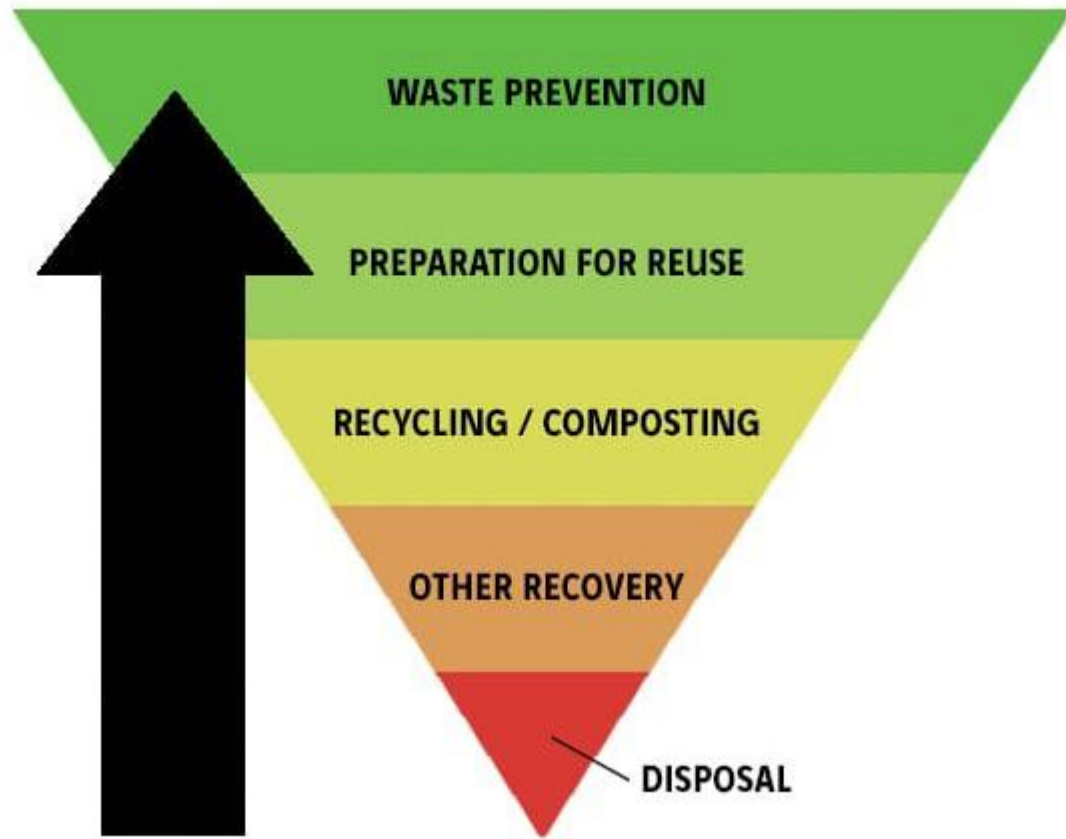 WASTE PREVENTION
PREPARATION FOR REUSE
RECYCLING / COMPOSTING
OTHER RECOVERY
DISPOSAL